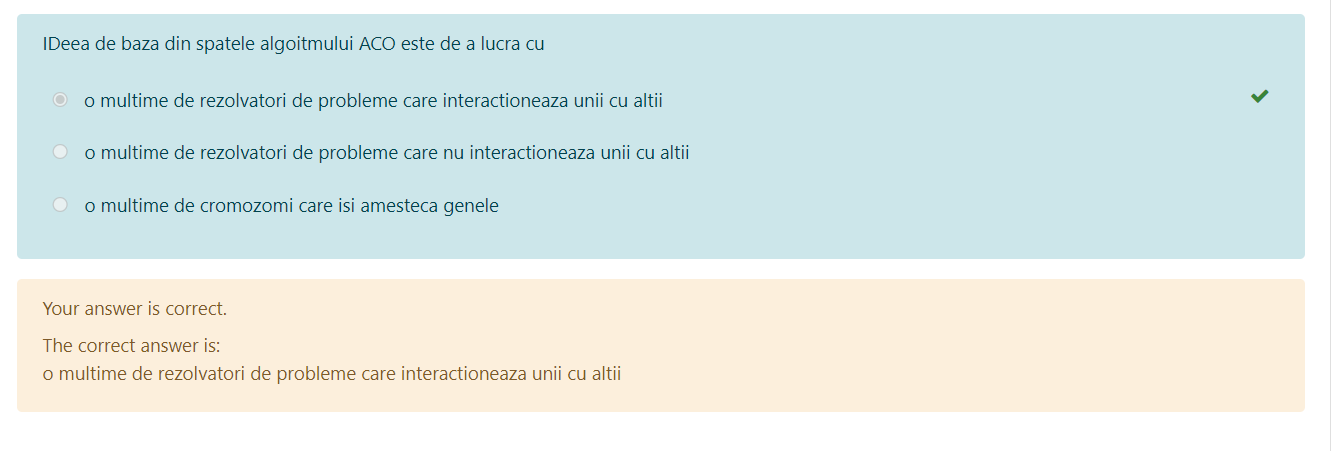 IDeea de baza din spatele algoitmului ACO este de a lucra cu
o multime de rezolvatori de probleme care interactioneaza unii cu altii
o multime de rezolvatori de probleme care nu interactioneaza unii cu altii
o multime de cromozomi care isi amesteca genele
Your answer is correct.
The correct answer is:
o multime de rezolvatori de probleme care interactioneaza unii cu altii